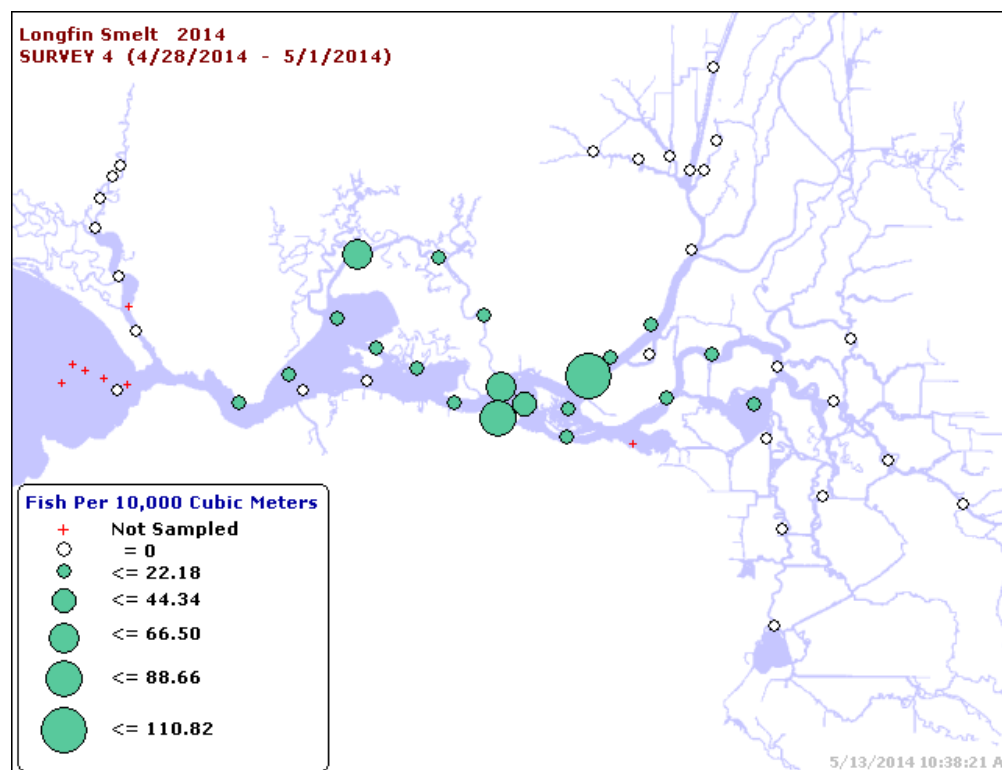 Longfin Smelt 2014
SURVEY 4 (4/28/2014 - 5/1/2014)
Fish Per 10,000 Cubic Meters
Not Sampled
= 0
<= 22.18
<= 44.34
<= 66.50
<= 88.66
<= 110.82
5/13/2014 10:38:21 A